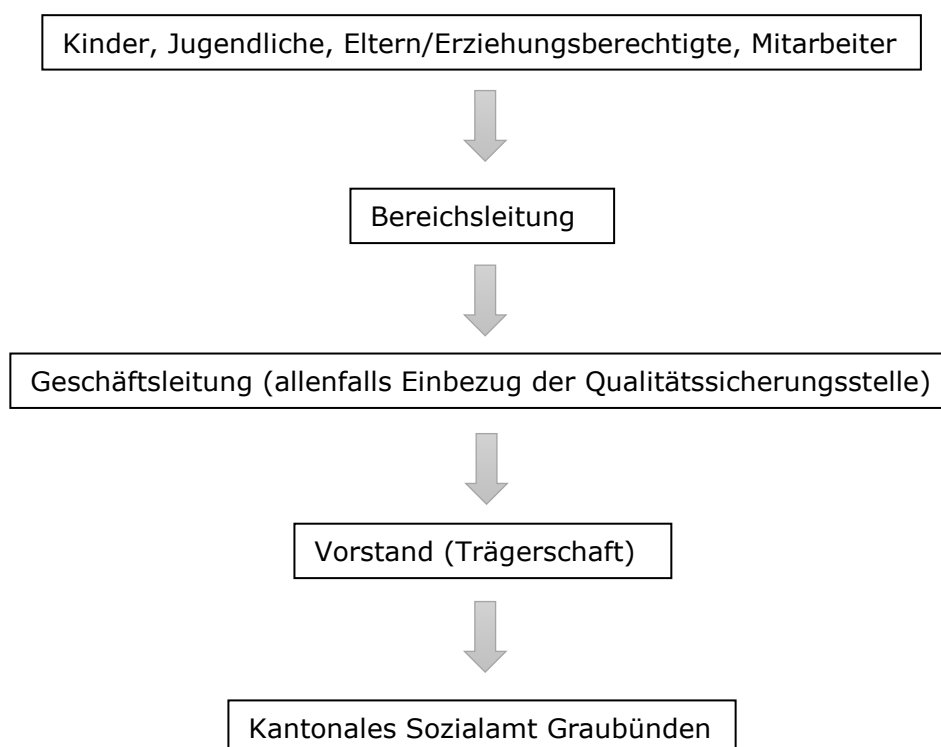 Kinder, Jugendliche, Eltern/Erziehungsberechtigte, Mitarbeiter
Bereichsleitung
Geschäftsleitung (allenfalls Einbezug der Qualitätssicherungsstelle)
Vorstand (Trägerschaft)
Kantonales Sozialamt Graubünden